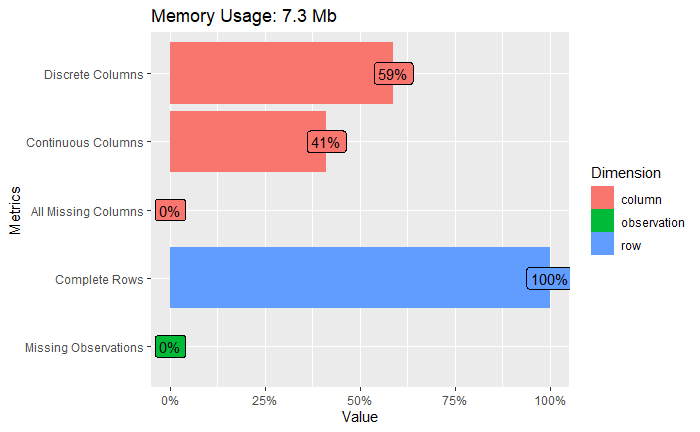 Memory Usage: 7.3 Mb
Metrics
Discrete Columns
59%
Continuous Columns
41%
All Missing Columns
0%
Complete Rows
100%
Missing Observations
0%
0%
25%
50%
75%
100%
Value
Dimension
column
observation
row